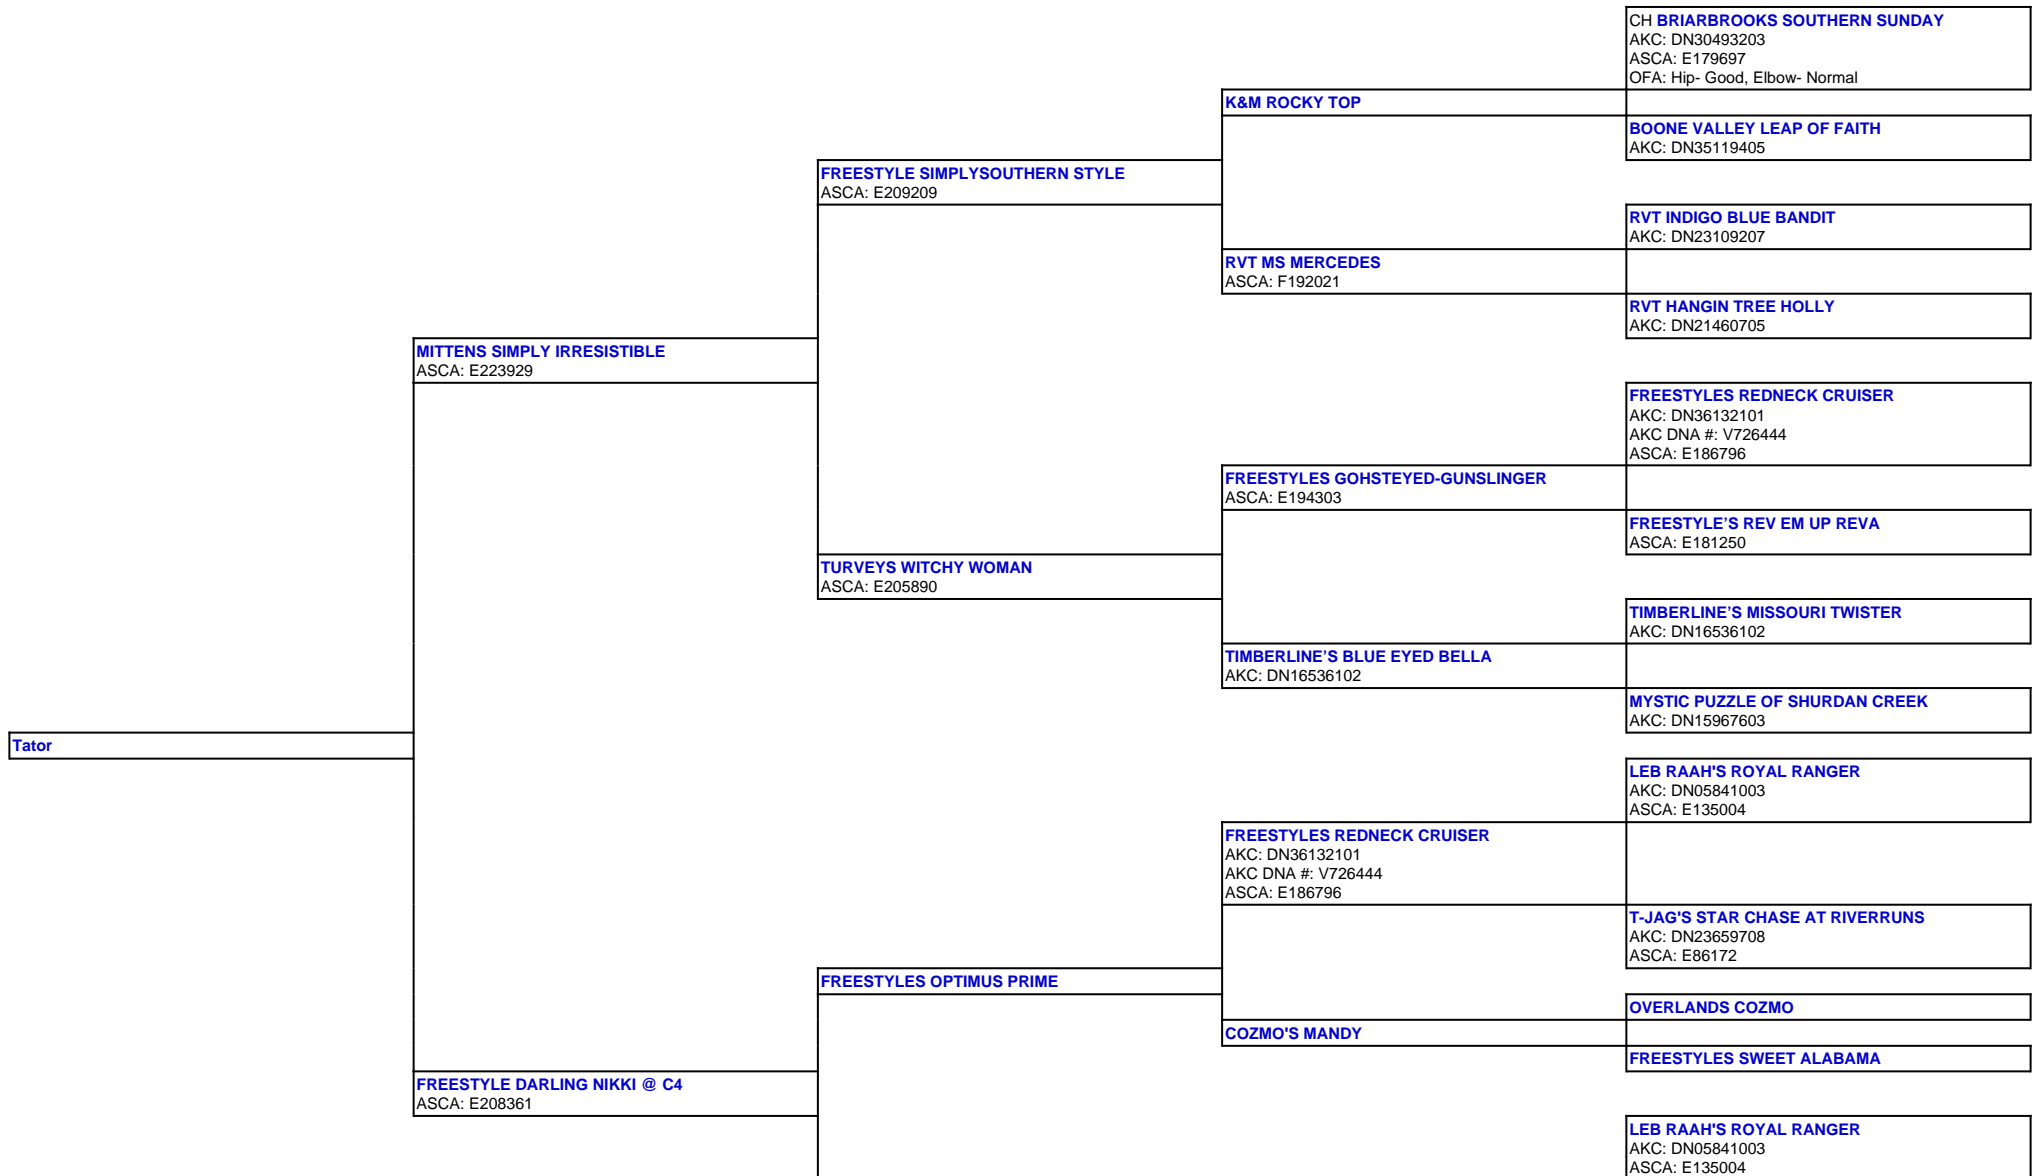 CH BRIARBROOKS SOUTHERN SUNDAY
AKC: DN30493203
ASCA: E179697
OFA: Hip- Good, Elbow- Normal
K&M ROCKY TOP
BOONE VALLEY LEAP OF FAITH
AKC: DN35119405
FREESTYLE SIMPLYSOUTHERN STYLE
ASCA: E209209
RVT INDIGO BLUE BANDIT
AKC: DN23109207
RVT MS MERCEDES
ASCA: F192021
RVT HANGIN TREE HOLLY
AKC: DN21460705
MITTENS SIMPLY IRRESISTIBLE
ASCA: E223929
FREESTYLES REDNECK CRUISER
AKC: DN36132101
AKC DNA #: V726444
ASCA: E186796
FREESTYLES GOHSTEYED-GUNSLINGER
ASCA: E194303
FREESTYLE’S REV EM UP REVA
ASCA: E181250
TURVEYS WITCHY WOMAN
ASCA: E205890
TIMBERLINE’S MISSOURI TWISTER
AKC: DN16536102
TIMBERLINE’S BLUE EYED BELLA
AKC: DN16536102
MYSTIC PUZZLE OF SHURDAN CREEK
AKC: DN15967603
Tator
LEB RAAH'S ROYAL RANGER
AKC: DN05841003
ASCA: E135004
FREESTYLES REDNECK CRUISER
AKC: DN36132101
AKC DNA #: V726444
ASCA: E186796
T-JAG'S STAR CHASE AT RIVERRUNS
AKC: DN23659708
ASCA: E86172
FREESTYLES OPTIMUS PRIME
OVERLANDS COZMO
COZMO'S MANDY
FREESTYLES SWEET ALABAMA
FREESTYLE DARLING NIKKI @ C4
ASCA: E208361
LEB RAAH'S ROYAL RANGER
AKC: DN05841003
ASCA: E135004